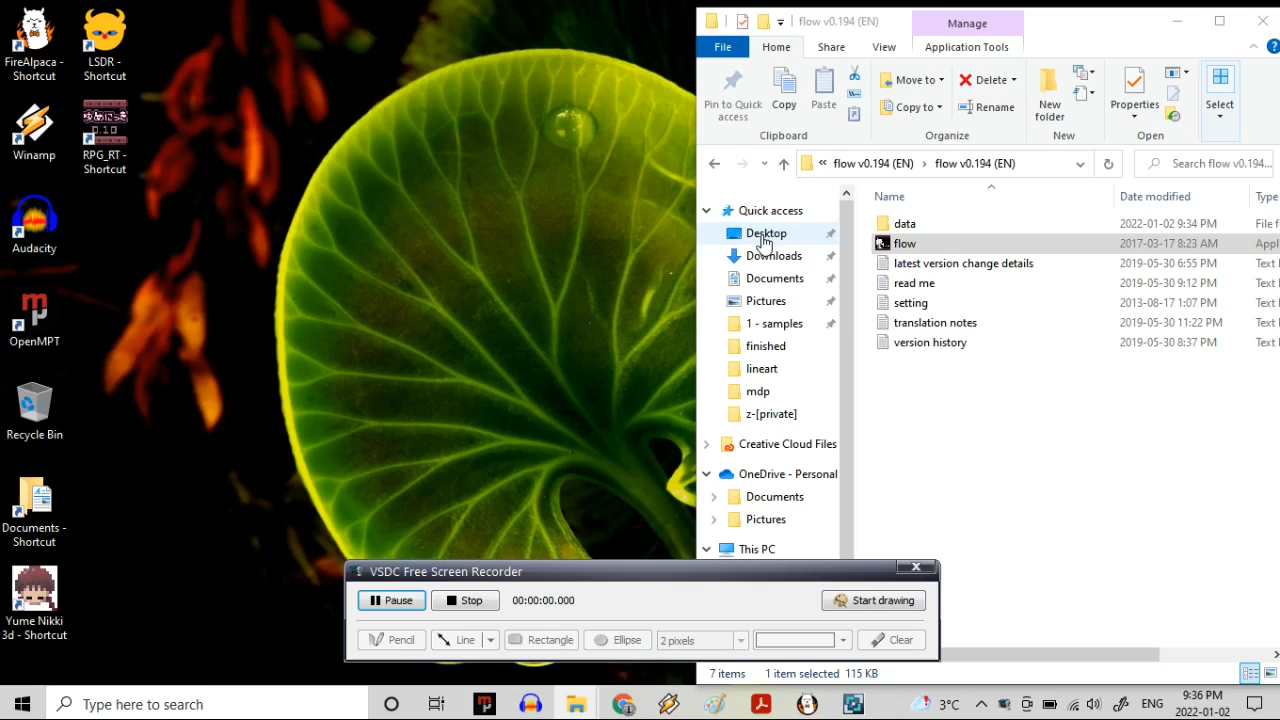 FireAlpaca -
Shortcut
LSDR -
Shortcut
Winamp
0.10
RPG_RT -
Shortcut
Audacity
OpenMPT
Recycle Bin
Documents -
Shortcut
Yume Nikki
3d - Shortcut
flow v0.194 (EN)
Manage
File
Home
Share
View
Application Tools
Pin to Quick
access
Copy
Paste
Move to
Copy to
Delete
Rename
New
folder
Properties
Select
Clipboard
Organize
New
Open
« flow v0.194 (EN) › flow v0.194 (EN)
Search flow v0.194...
Name
Date modified
Type
Quick access
Desktop
Downloads
Documents
Pictures
1 - samples
finished
lineart
mdp
z-[private]
Creative Cloud Files
OneDrive - Personal
Documents
Pictures
This PC
data 2022-01-02 9:34 PM File f
flow 2017-03-17 8:23 AM Appl
latest version change details 2019-05-30 6:55 PM Text I
read me 2019-05-30 9:12 PM Text I
setting 2013-08-17 1:07 PM Text I
translation notes 2019-05-30 11:22 PM Text I
version history 2019-05-30 8:37 PM Text I
7 items 1 item selected 115 KB
VSDC Free Screen Recorder
Pause
Stop
00:00:00.000
Start drawing
Pencil
Line
Rectangle
Ellipse
2 pixels
Clear
Type here to search
3°C
ENG
9:36 PM
2022-01-02